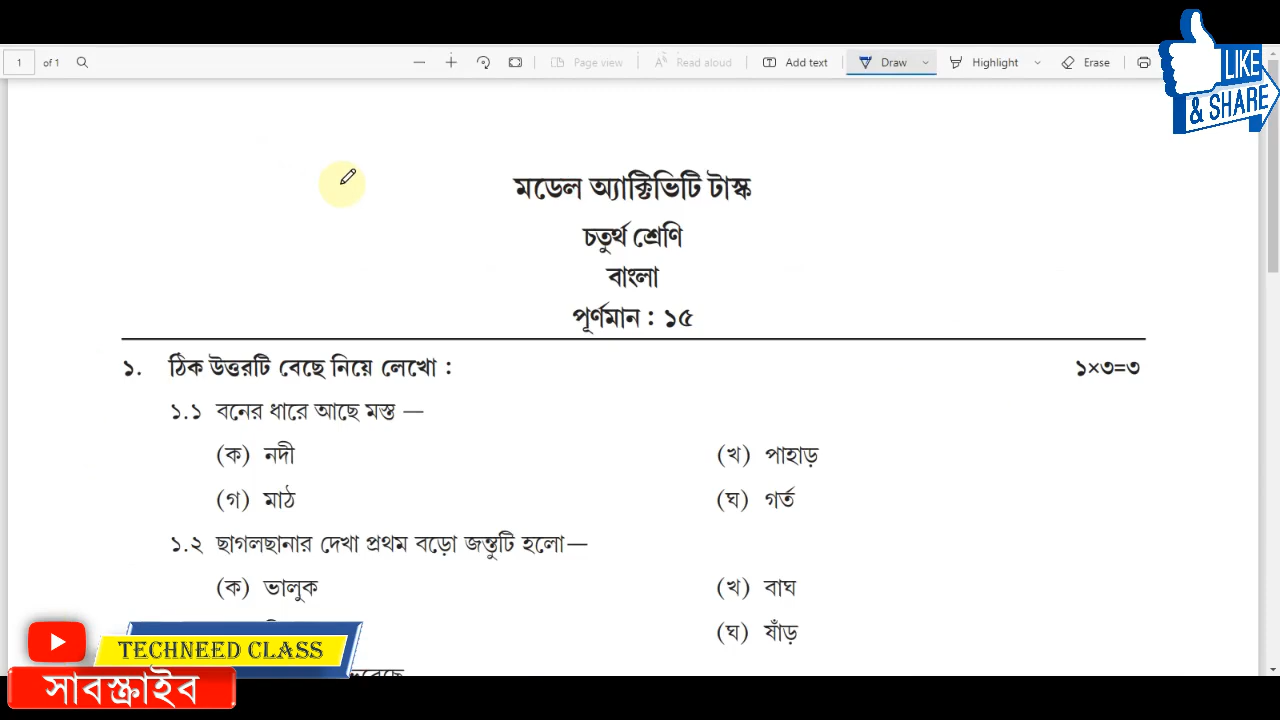 1 of 1 Page view Read aloud Add text Draw Highlight Erase
LIKE & SHARE
মডেল অ্যাক্টিভিটি টাস্ক
চতুর্থ শ্রেণি
বাংলা
পূর্ণমান : ১৫
১. ঠিক উত্তরটি বেছে নিয়ে লেখো : ১×৩=৩
১.১ বনের ধারে আছে মস্ত —
(ক) নদী (খ) পাহাড়
(গ) মাঠ (ঘ) গর্ত
১.২ ছাগলছানার দেখা প্রথম বড়ো জন্তুটি হলো—
(ক) ভালুক (খ) বাঘ
(ঘ) ষাঁড়
TECHNEED CLASS
সাবস্ক্রাইব